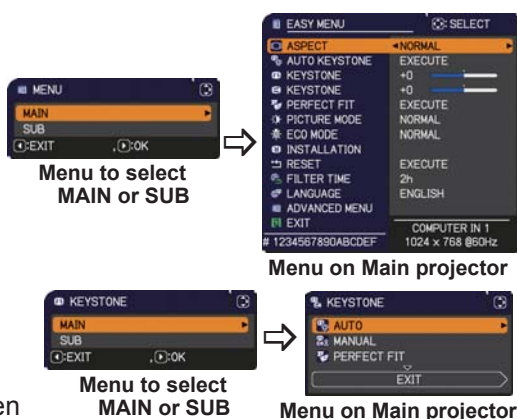 MENU
MAIN
SUB
:EXIT ,:OK
Menu to select
MAIN or SUB
EASY MENU :SELECT
ASPECT NORMAL
AUTO KEYSTONE EXECUTE
KEYSTONE +0
KEYSTONE +0
PERFECT FIT EXECUTE
PICTURE MODE NORMAL
ECO MODE NORMAL
INSTALLATION
RESET EXECUTE
FILTER TIME 2h
LANGUAGE ENGLISH
ADVANCED MENU
EXIT
COMPUTER IN 1
# 1234567890ABCDEF 1024 x 768 @60Hz
Menu on Main projector
KEYSTONE
MAIN
SUB
:EXIT ,:OK
Menu to select
MAIN or SUB
KEYSTONE
AUTO
MANUAL
PERFECT FIT
EXIT
Menu on Main projector
en